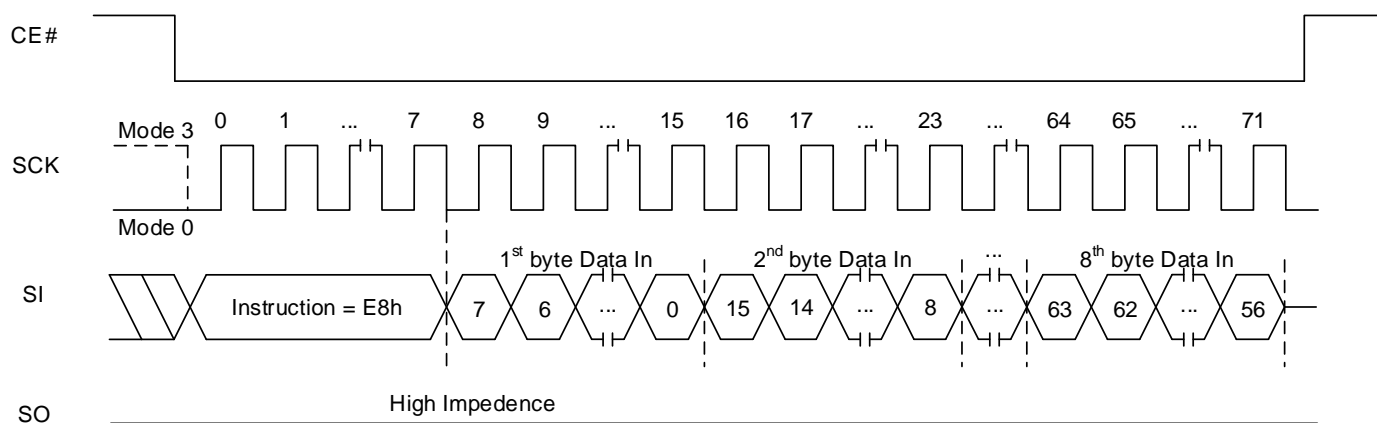 CE#
0 1 ... 7 8 9 ... 15 16 17 ... 23 ... 64 65 ... 71
Mode 3
SCK
Mode 0
1st byte Data In 2nd byte Data In ... 8th byte Data In
SI Instruction = E8h 7 6 ... 0 15 14 ... 8 ... 63 62 ... 56
High Impedence
SO